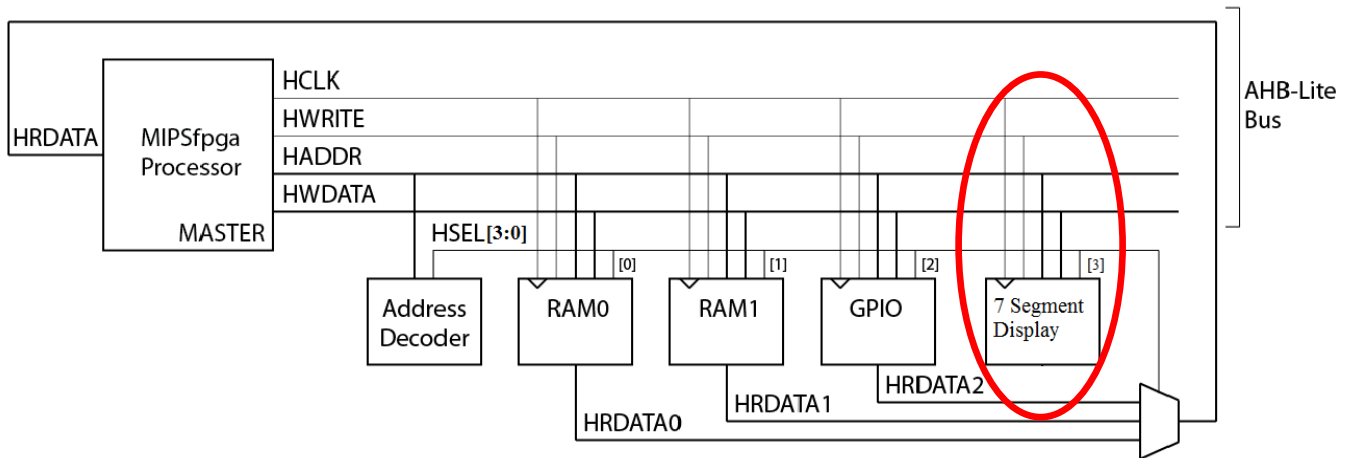 HCLK
HWRITE
HADDR
HWDATA
HRDATA
MIPSfpga
Processor
MASTER
AHB-Lite
Bus
HSEL[3:0]
[0]
[1]
[2]
[3]
Address
Decoder
RAM0
RAM1
GPIO
7 Segment
Display
HRDATA2
HRDATA1
HRDATA0